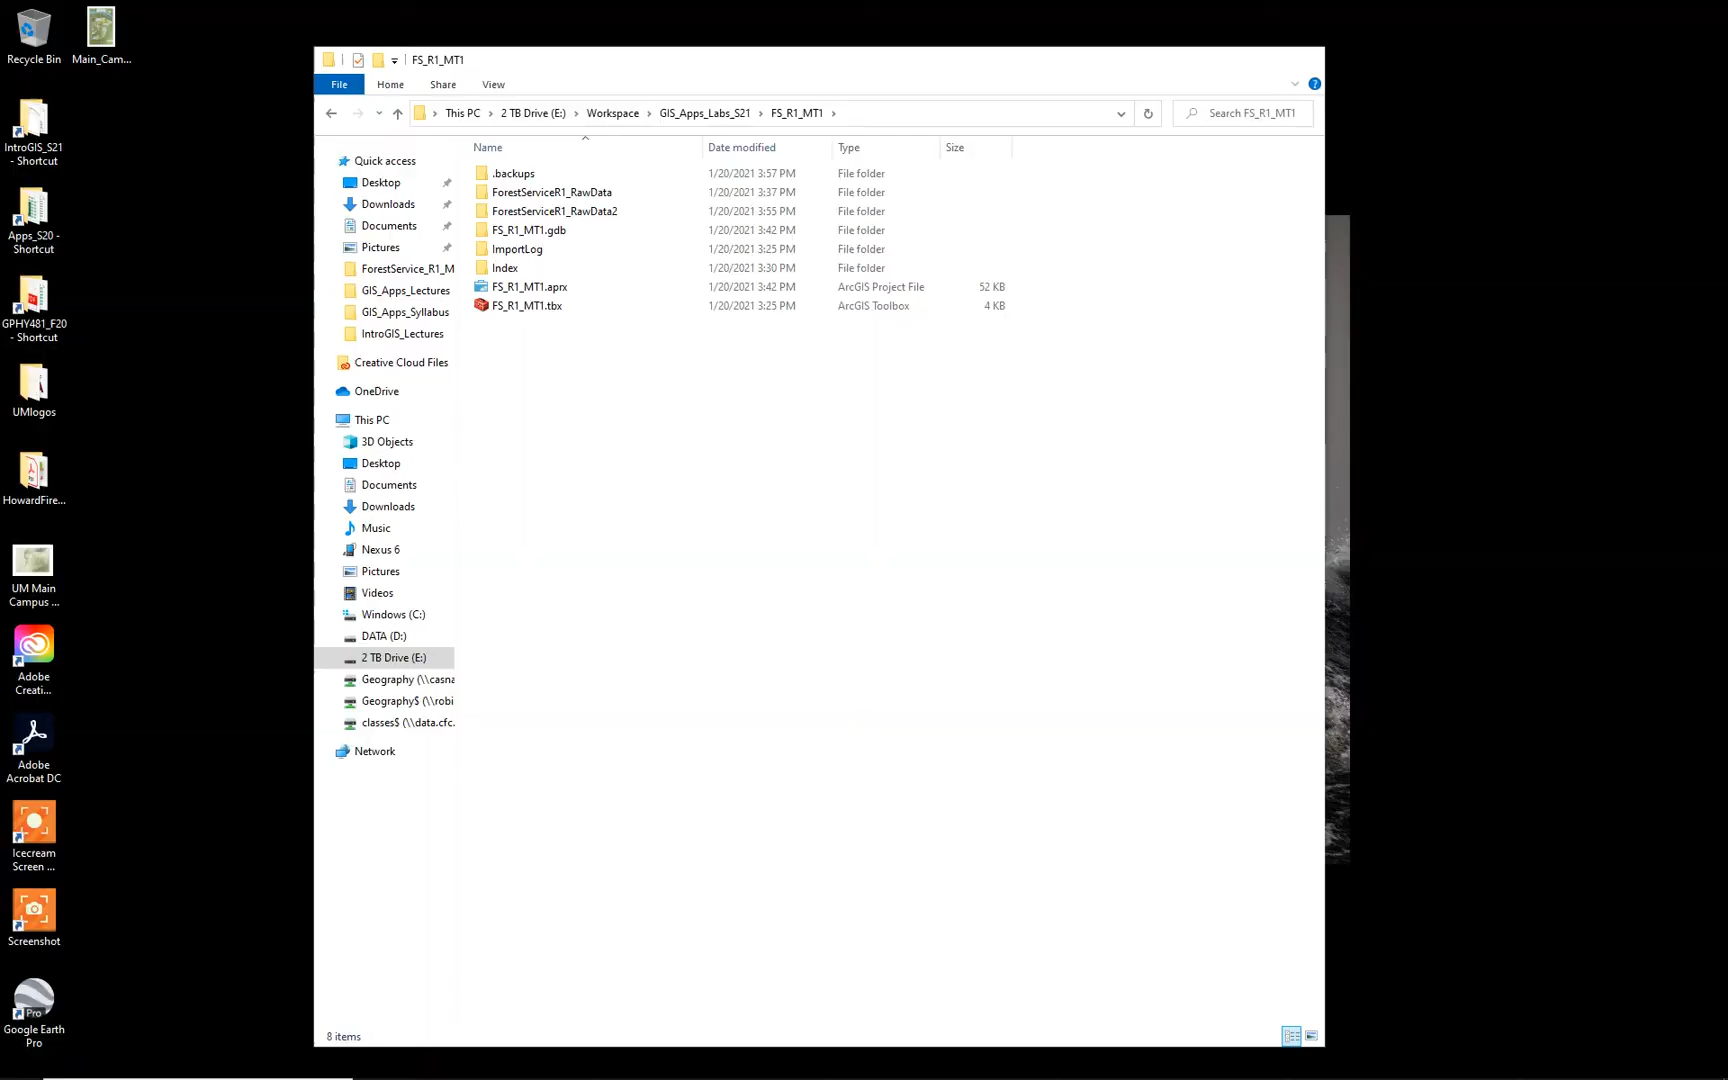 Recycle Bin
Main_Cam...
IntroGIS_S21
- Shortcut
Apps_S20 -
Shortcut
GPHY481_F20
- Shortcut
UMlogos
HowardFire...
UM Main
Campus ...
Adobe
Creati...
Adobe
Acrobat DC
Icecream
Screen ...
Screenshot
Pro
Google Earth
Pro
FS_R1_MT1
File Home Share View
This PC > 2 TB Drive (E:) > Workspace > GIS_Apps_Labs_S21 > FS_R1_MT1 >
Search FS_R1_MT1
Quick access
Desktop
Downloads
Documents
Pictures
ForestService_R1_M
GIS_Apps_Lectures
GIS_Apps_Syllabus
IntroGIS_Lectures
Creative Cloud Files
OneDrive
This PC
3D Objects
Desktop
Documents
Downloads
Music
Nexus 6
Pictures
Videos
Windows (C:)
DATA (D:)
2 TB Drive (E:)
Geography (\\casna
Geography$ (\\robi
classes$ (\\data.cfc.
Network
Name Date modified Type Size
.backups 1/20/2021 3:57 PM File folder
ForestServiceR1_RawData 1/20/2021 3:37 PM File folder
ForestServiceR1_RawData2 1/20/2021 3:55 PM File folder
FS_R1_MT1.gdb 1/20/2021 3:42 PM File folder
ImportLog 1/20/2021 3:25 PM File folder
Index 1/20/2021 3:30 PM File folder
FS_R1_MT1.aprx 1/20/2021 3:42 PM ArcGIS Project File 52 KB
FS_R1_MT1.tbx 1/20/2021 3:25 PM ArcGIS Toolbox 4 KB
8 items